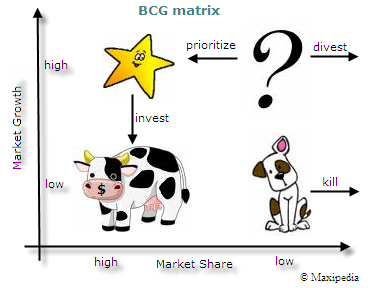 BCG matrix
prioritize
divest
high
?
invest
Market Growth
low
$
kill
high
Market Share
low
© Maxipedia